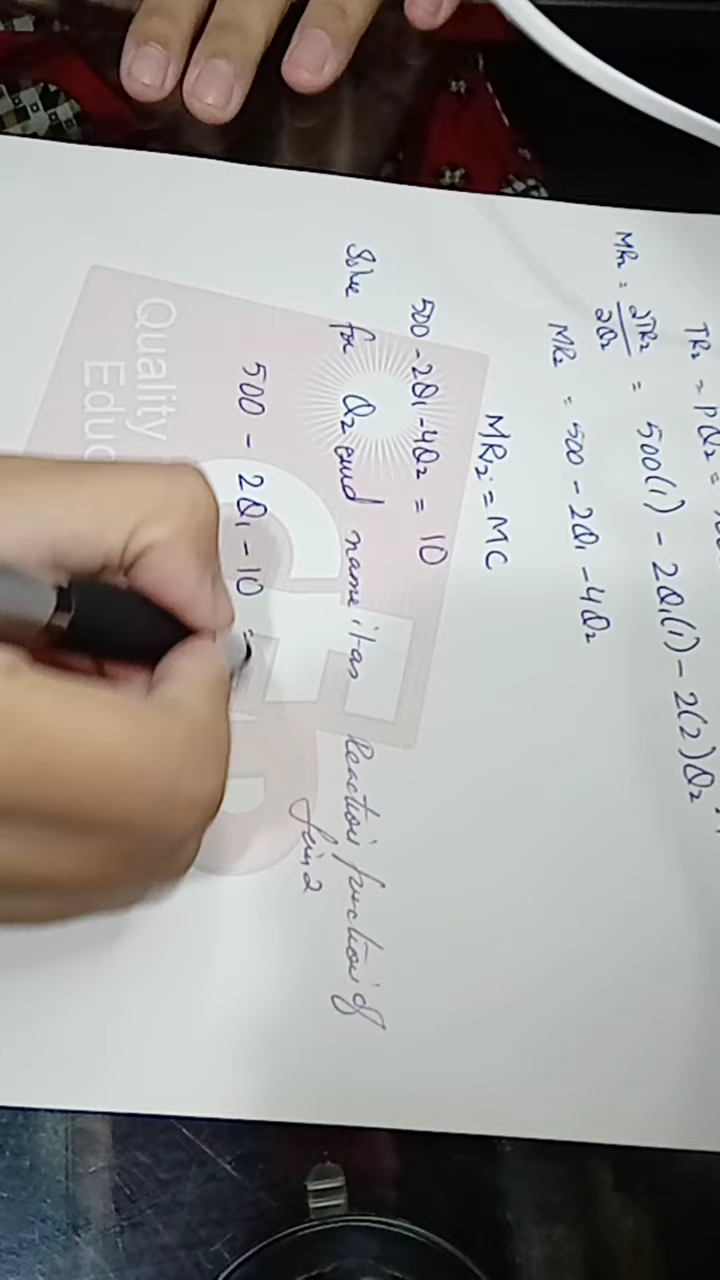 TR₂ = PQ₂ =
MR₂ = ∂TR₂/∂Q₂ = 500(1) - 2Q₁(1) - 2(2)Q₂
MR₂ = 500 - 2Q₁ - 4Q₂
MR₂ = MC
500 - 2Q₁ - 4Q₂ = 10
Solve for Q₂ and name it as Reaction function of
firm 2
500 - 2Q₁ - 10 =
Quality
Educ